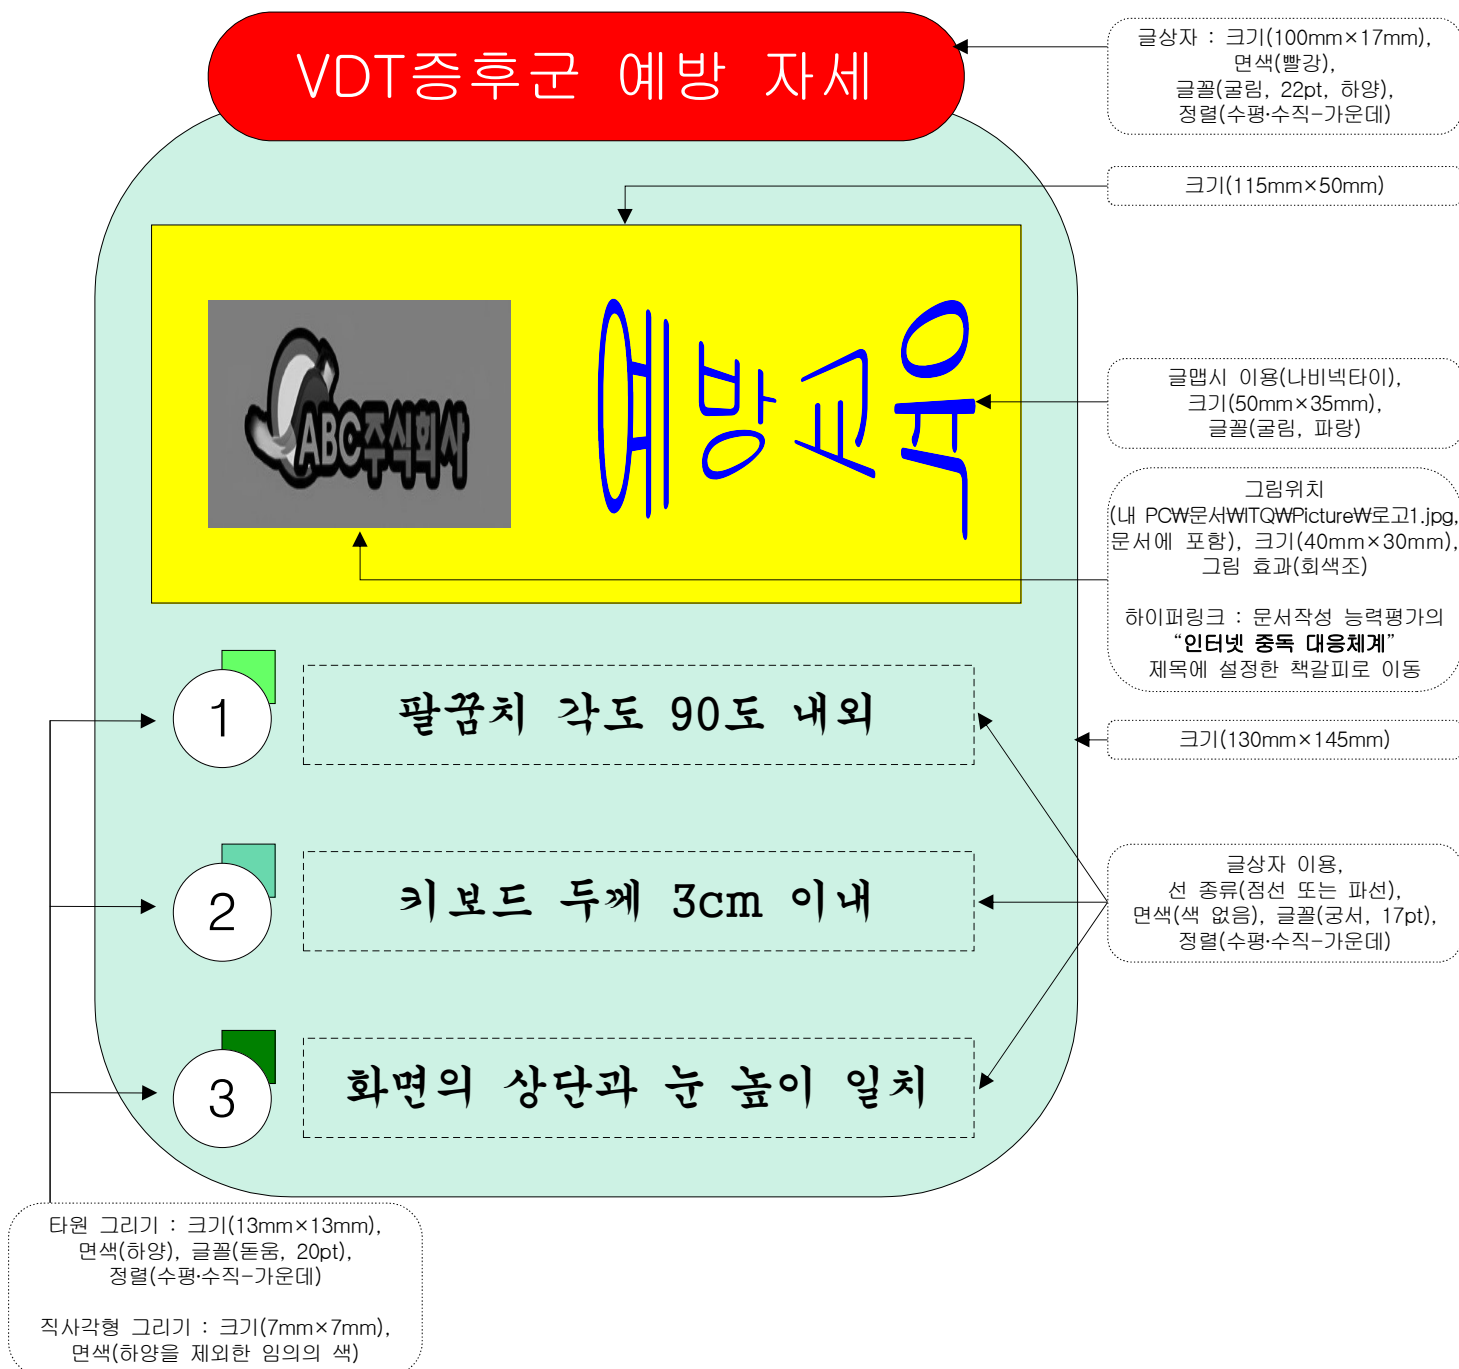 VDT증후군 예방 자세
글상자 : 크기(100mm×17mm),
면색(빨강),
글꼴(굴림, 22pt, 하양),
정렬(수평·수직-가운데)
크기(115mm×50mm)
ABC주식회사
예방교육
글맵시 이용(나비넥타이),
크기(50mm×35mm),
글꼴(굴림, 파랑)
그림위치
(내 PC₩문서₩ITQ₩Picture₩로고1.jpg,
문서에 포함), 크기(40mm×30mm),
그림 효과(회색조)
하이퍼링크 : 문서작성 능력평가의
“인터넷 중독 대응체계”
제목에 설정한 책갈피로 이동
1
팔꿈치 각도 90도 내외
크기(130mm×145mm)
2
키보드 두께 3cm 이내
글상자 이용,
선 종류(점선 또는 파선),
면색(색 없음), 글꼴(궁서, 17pt),
정렬(수평·수직-가운데)
3
화면의 상단과 눈 높이 일치
타원 그리기 : 크기(13mm×13mm),
면색(하양), 글꼴(돋움, 20pt),
정렬(수평·수직-가운데)
직사각형 그리기 : 크기(7mm×7mm),
면색(하양을 제외한 임의의 색)